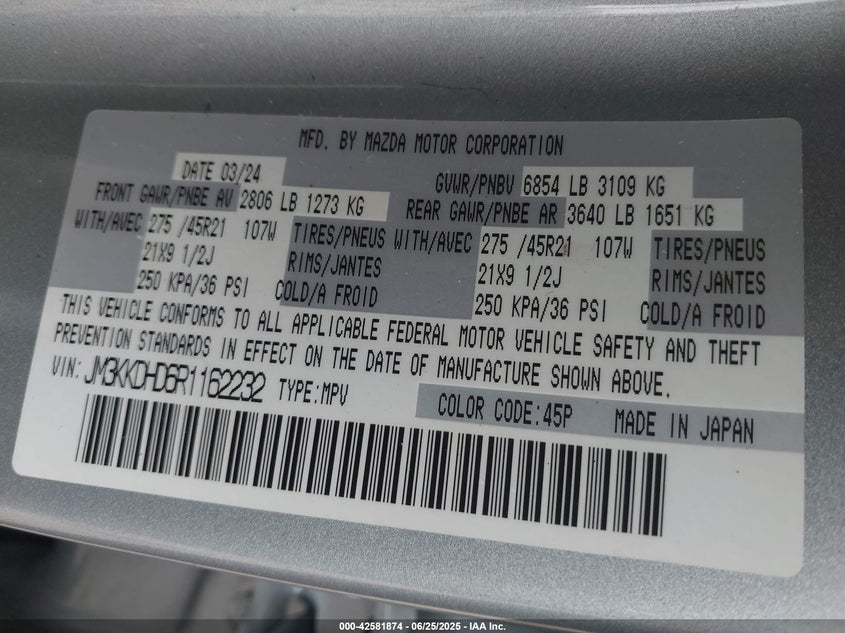 MFD. BY MAZDA MOTOR CORPORATION
DATE 03/24 GVWR/PNBV 6854 LB 3109 KG
FRONT GAWR/PNBE AV 2806 LB 1273 KG REAR GAWR/PNBE AR 3640 LB 1651 KG
WITH/AVEC 275 /45R21 107W TIRES/PNEUS WITH/AVEC 275 /45R21 107W TIRES/PNEUS
21X9 1/2J RIMS/JANTES 21X9 1/2J RIMS/JANTES
250 KPA/36 PSI COLD/A FROID 250 KPA/36 PSI COLD/A FROID
THIS VEHICLE CONFORMS TO ALL APPLICABLE FEDERAL MOTOR VEHICLE SAFETY AND THEFT
PREVENTION STANDARDS IN EFFECT ON THE DATE OF MANUFACTURE SHOWN ABOVE.
VIN: JM3KKDHD6R1162232 TYPE:MPV
COLOR CODE:45P MADE IN JAPAN
000-42581874 - 06/25/2025 - IAA Inc.